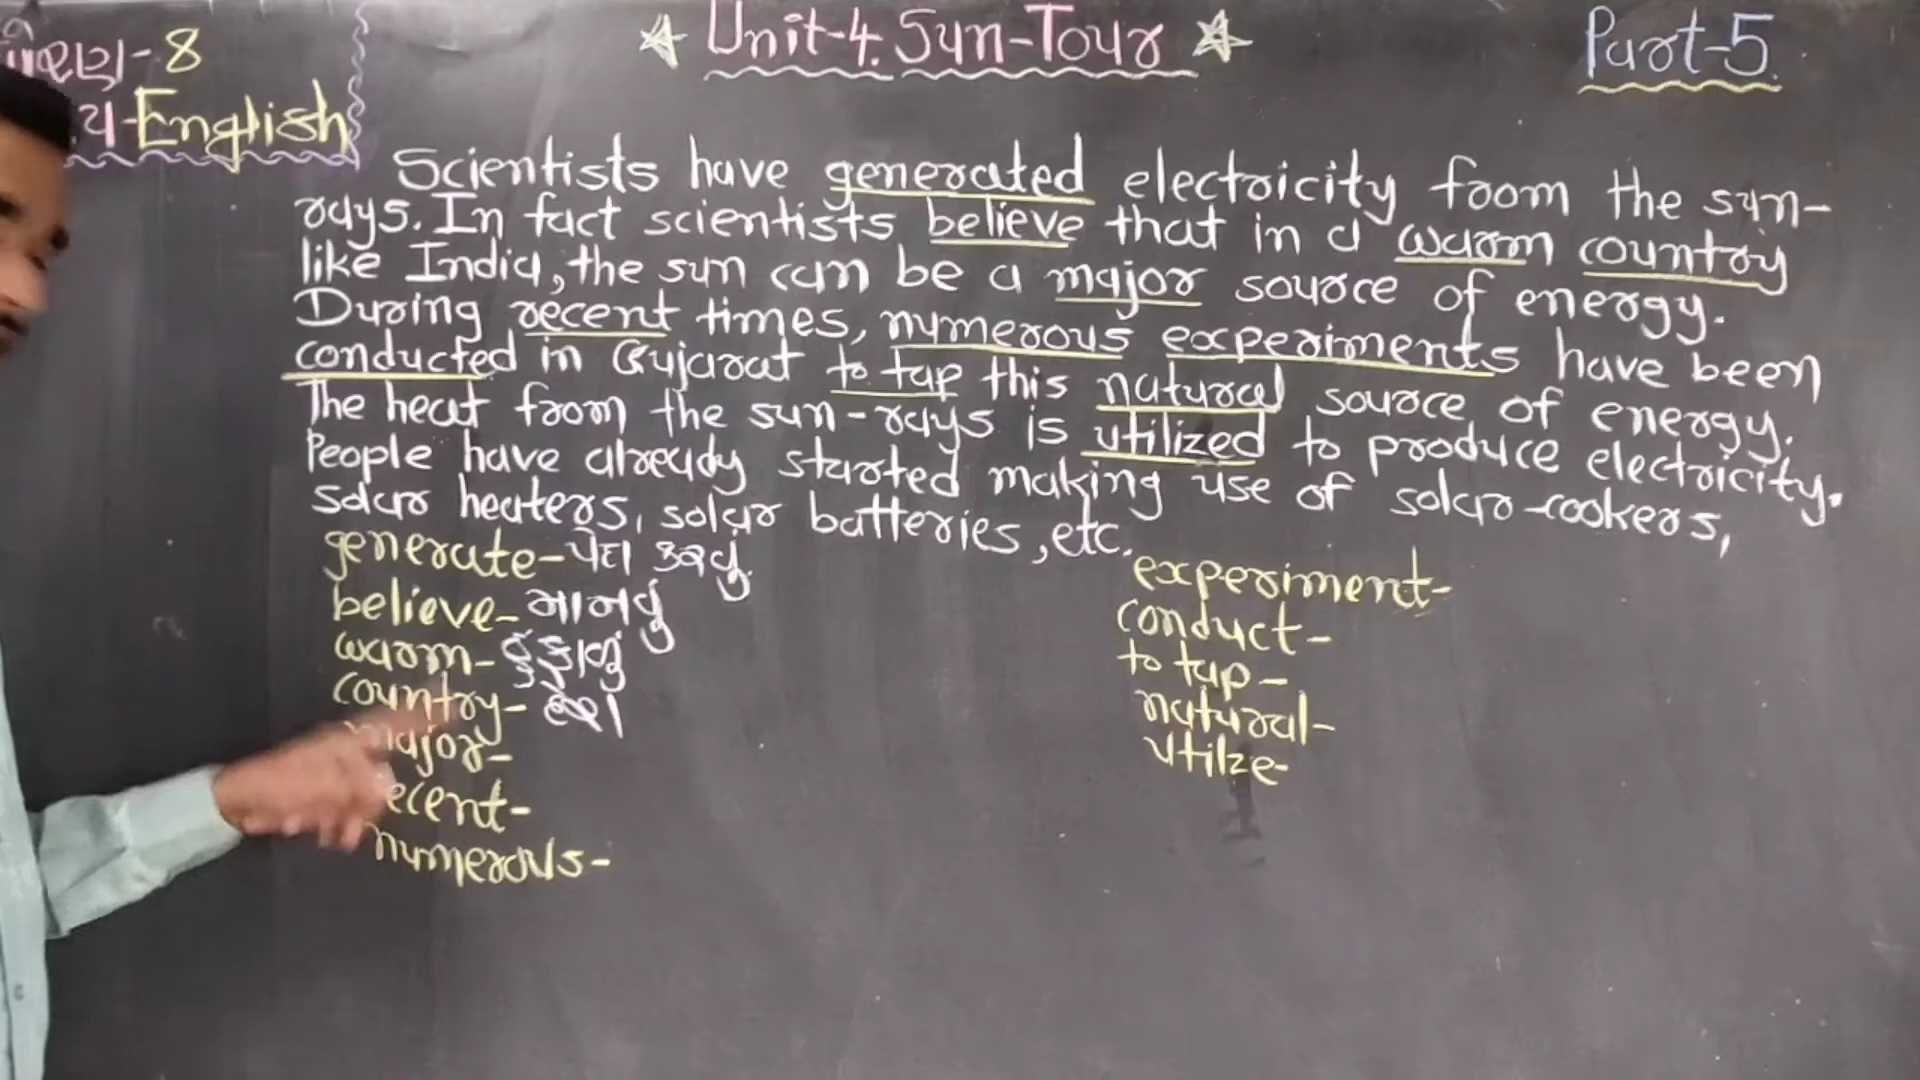 -8
Unit-4. Sun-Tour
Part-5.
-English
Scientists have generated electricity from the sun-
rays. In fact scientists believe that in a warm country
like India, the sun can be a major source of energy.
During recent times, numerous experiments have been
conducted in Gujarat to tap this natural source of energy.
The heat from the sun-rays is utilized to produce electricity.
People have already started making use of solar-cookers,
solar heaters, solar batteries, etc.
generate-પેદા કરવું.
believe-માનવું
warm-હુંફાળું
country-દેશ
major-
recent-
numerous-
experiment-
conduct-
to tap-
natural-
utilze-